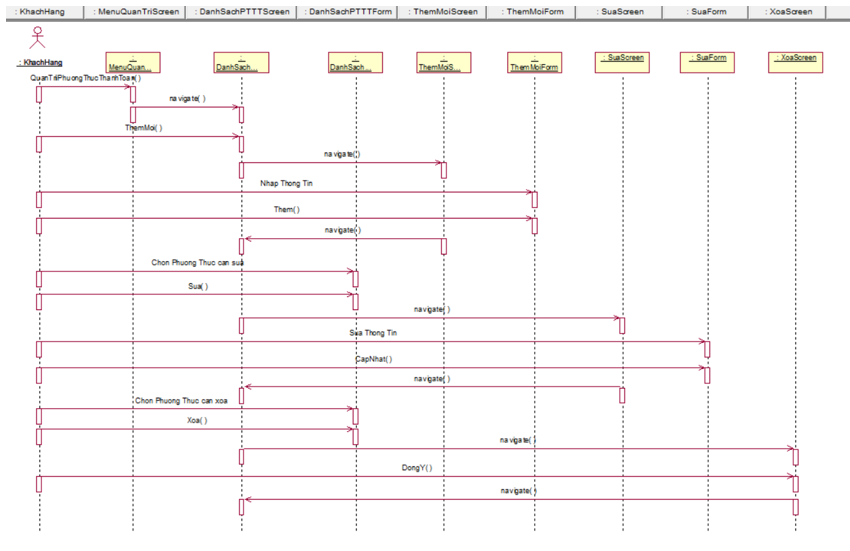 : KhachHang
: MenuQuanTriScreen
: DanhSachPTTTScreen
: DanhSachPTTTForm
: ThemMoiScreen
: ThemMoiForm
: SuaScreen
: SuaForm
: XoaScreen
: KhachHang
:
MenuQuan...
:
DanhSach...
:
DanhSach...
:
ThemMoiS...
:
ThemMoiForm
: SuaScreen
: SuaForm
: XoaScreen
QuanTriPhuongThucThanhToan( )
navigate( )
ThemMoi( )
navigate( )
Nhap Thong Tin
Them( )
navigate( )
Chon Phuong Thuc can sua
Sua( )
navigate( )
Sua Thong Tin
CapNhat( )
navigate( )
Chon Phuong Thuc can xoa
Xoa( )
navigate( )
DongY( )
navigate( )